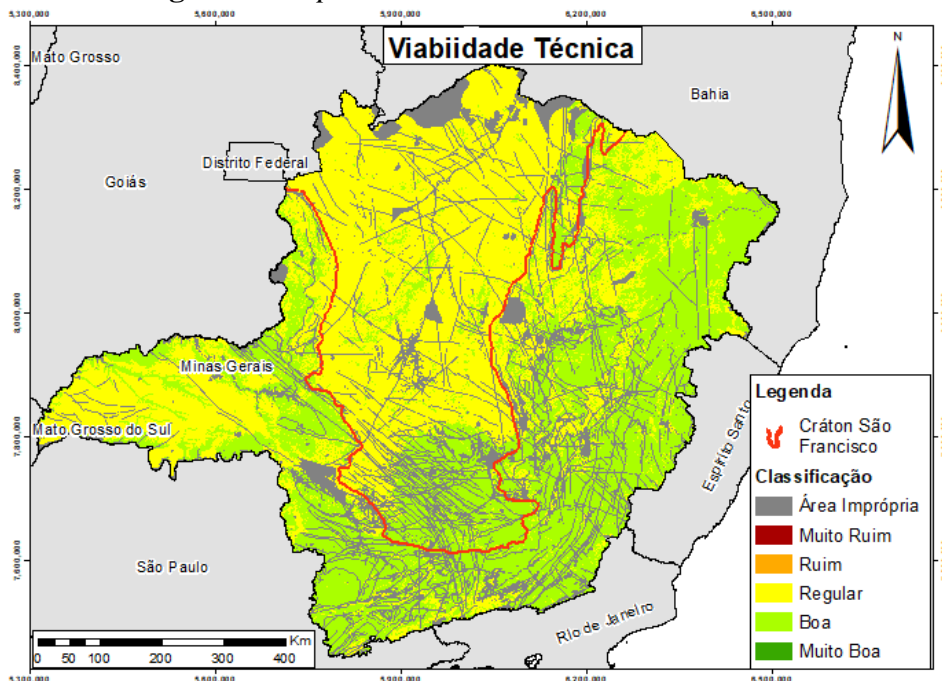 5,300,000 5,600,000 5,900,000 6,200,000 6,500,000
Viabiidade Técnica
N
8,400,000
Mato Grosso
Bahia
Distrito Federal
Goiás
8,200,000
8,000,000
Minas Gerais
Mato Grosso do Sul
7,800,000
Espírito Santo
7,600,000
São Paulo
Rio de Janeiro
Legenda
Cráton São
Francisco
Classificação
Área Imprópria
Muito Ruim
Ruim
Regular
Boa
Muito Boa
Km
0 50 100 200 300 400